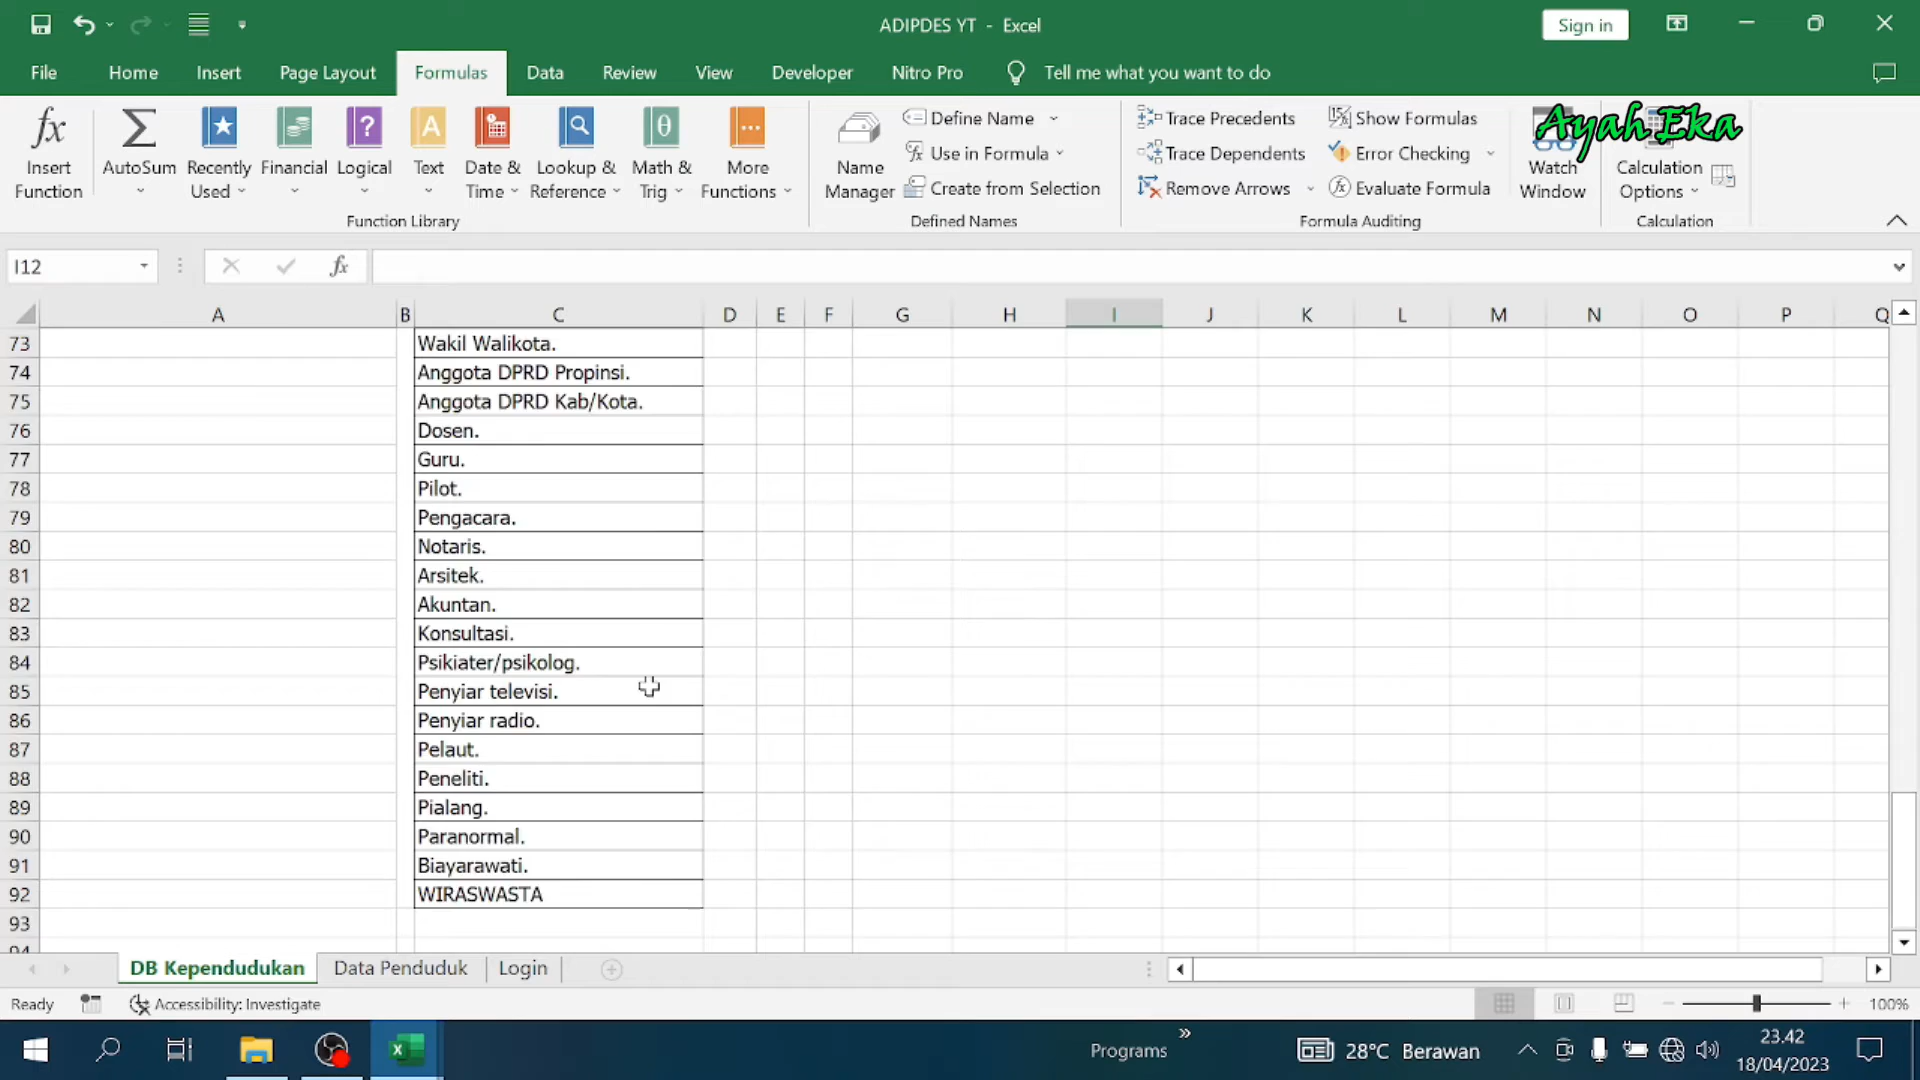 ADIPDES YT - Excel
Sign in
File Home Insert Page Layout Formulas Data Review View Developer Nitro Pro Tell me what you want to do
Insert Function
AutoSum
Recently Used
Financial
Logical
Text
Date & Time
Lookup & Reference
Math & Trig
More Functions
Function Library
Name Manager
Define Name
Use in Formula
Create from Selection
Defined Names
Trace Precedents
Trace Dependents
Remove Arrows
Show Formulas
Error Checking
Evaluate Formula
Formula Auditing
Watch Window
Calculation Options
Calculation
Ayah Eka
I12
fx
A B C D E F G H I J K L M N O P Q
73 Wakil Walikota.
74 Anggota DPRD Propinsi.
75 Anggota DPRD Kab/Kota.
76 Dosen.
77 Guru.
78 Pilot.
79 Pengacara.
80 Notaris.
81 Arsitek.
82 Akuntan.
83 Konsultasi.
84 Psikiater/psikolog.
85 Penyiar televisi.
86 Penyiar radio.
87 Pelaut.
88 Peneliti.
89 Pialang.
90 Paranormal.
91 Biayarawati.
92 WIRASWASTA
93
94
DB Kependudukan Data Penduduk Login
Ready Accessibility: Investigate 100%
Programs 28°C Berawan 23.42
18/04/2023